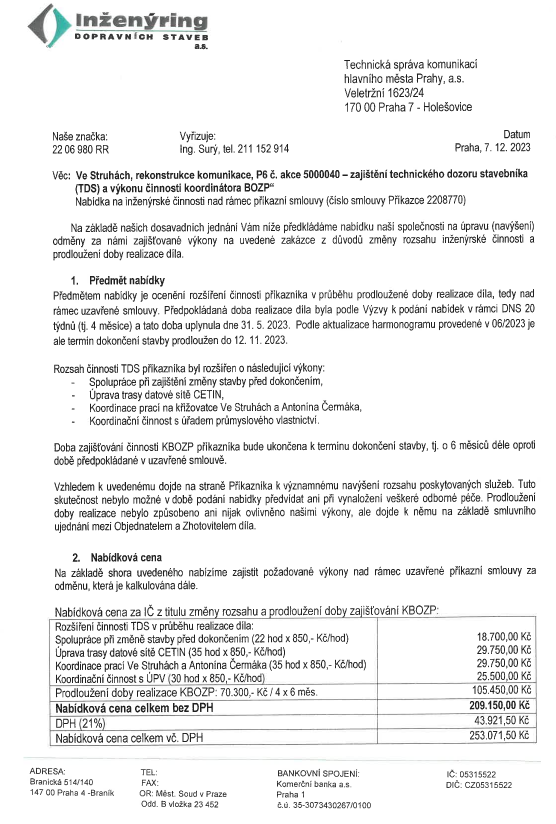 Inženýring
DOPRAVNÍCH STAVEB
a.s.
Technická správa komunikací
hlavního města Prahy, a.s.
Veletržní 1623/24
170 00 Praha 7 - Holešovice
Naše značka: Vyřizuje: Datum
22 06 980 RR Ing. Surý, tel. 211 152 914 Praha, 7. 12. 2023
Věc: Ve Struhách, rekonstrukce komunikace, P6 č. akce 5000040 – zajištění technického dozoru stavebníka
(TDS) a výkonu činnosti koordinátora BOZP“
Nabídka na inženýrské činnosti nad rámec příkazní smlouvy (číslo smlouvy Příkazce 2208770)
Na základě našich dosavadních jednání Vám níže předkládáme nabídku naší společnosti na úpravu (navýšení)
odměny za námi zajišťované výkony na uvedené zakázce z důvodů změny rozsahu inženýrské činnosti a
prodloužení doby realizace díla.
1. Předmět nabídky
Předmětem nabídky je ocenění rozšíření činnosti příkazníka v průběhu prodloužené doby realizace díla, tedy nad
rámec uzavřené smlouvy. Předpokládaná doba realizace díla byla podle Výzvy k podání nabídek v rámci DNS 20
týdnů (tj. 4 měsíce) a tato doba uplynula dne 31. 5. 2023. Podle aktualizace harmonogramu provedené v 06/2023 je
ale termín dokončení stavby prodloužen do 12. 11. 2023.
Rozsah činnosti TDS příkazníka byl rozšířen o následující výkony:
- Spolupráce při zajištění změny stavby před dokončením,
- Úprava trasy datové sítě CETIN,
- Koordinace prací na křižovatce Ve Struhách a Antonína Čermáka,
- Koordinační činnost s úřadem průmyslového vlastnictví.
Doba zajišťování činnosti KBOZP příkazníka bude ukončena k termínu dokončení stavby, tj. o 6 měsíců déle oproti
době předpokládané v uzavřené smlouvě.
Vzhledem k uvedenému dojde na straně Příkazníka k významnému navýšení rozsahu poskytovaných služeb. Tuto
skutečnost nebylo možné v době podání nabídky předvídat ani při vynaložení veškeré odborné péče. Prodloužení
doby realizace nebylo způsobeno ani nijak ovlivněno našimi výkony, ale dojde k němu na základě smluvního
ujednání mezi Objednatelem a Zhotovitelem díla.
2. Nabídková cena
Na základě shora uvedeného nabízíme zajistit požadované výkony nad rámec uzavřené příkazní smlouvy za
odměnu, která je kalkulována dále.
Nabídková cena za IČ z titulu změny rozsahu a prodloužení doby zajišťování KBOZP:
Rozšíření činnosti TDS v průběhu realizace díla:
Spolupráce při změně stavby před dokončením (22 hod x 850,- Kč/hod) 18.700,00 Kč
Úprava trasy datové sítě CETIN (35 hod x 850,- Kč/hod) 29.750,00 Kč
Koordinace prací Ve Struhách a Antonína Čermáka (35 hod x 850,- Kč/hod) 29.750,00 Kč
Koordinační činnost s ÚPV (30 hod x 850,- Kč/hod) 25.500,00 Kč
Prodloužení doby realizace KBOZP: 70.300,- Kč / 4 x 6 měs. 105.450,00 Kč
Nabídková cena celkem bez DPH 209.150,00 Kč
DPH (21%) 43.921,50 Kč
Nabídková cena celkem vč. DPH 253.071,50 Kč
ADRESA: TEL: BANKOVNÍ SPOJENÍ: IČ: 05315522
Branická 514/140 FAX: Komerční banka a.s. DIČ: CZ05315522
147 00 Praha 4 -Braník OR: Měst. Soud v Praze Praha 1
Odd. B vložka 23 452 č.ú. 35-3073430267/0100